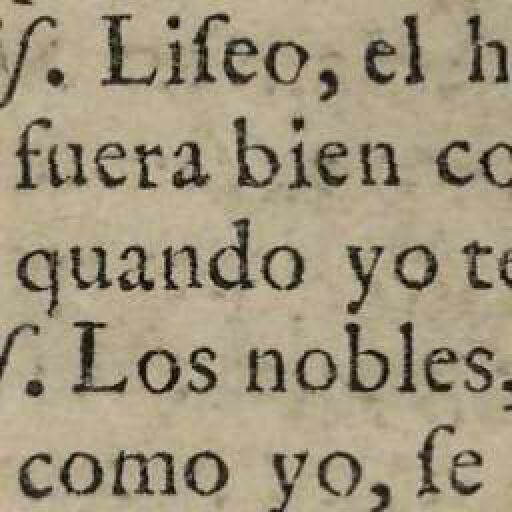 ſ. Liſeo, el h
fuera bien co
quando yo te
ſ. Los nobles,
como yo, ſe